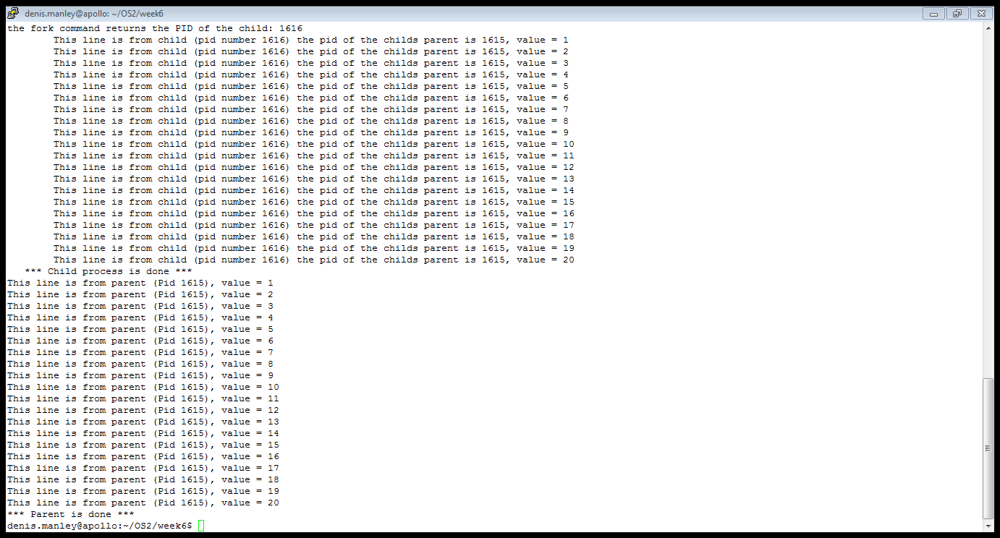 denis.manley@apollo: ~/OS2/week6
the fork command returns the PID of the child: 1616
This line is from child (pid number 1616) the pid of the childs parent is 1615, value = 1
This line is from child (pid number 1616) the pid of the childs parent is 1615, value = 2
This line is from child (pid number 1616) the pid of the childs parent is 1615, value = 3
This line is from child (pid number 1616) the pid of the childs parent is 1615, value = 4
This line is from child (pid number 1616) the pid of the childs parent is 1615, value = 5
This line is from child (pid number 1616) the pid of the childs parent is 1615, value = 6
This line is from child (pid number 1616) the pid of the childs parent is 1615, value = 7
This line is from child (pid number 1616) the pid of the childs parent is 1615, value = 8
This line is from child (pid number 1616) the pid of the childs parent is 1615, value = 9
This line is from child (pid number 1616) the pid of the childs parent is 1615, value = 10
This line is from child (pid number 1616) the pid of the childs parent is 1615, value = 11
This line is from child (pid number 1616) the pid of the childs parent is 1615, value = 12
This line is from child (pid number 1616) the pid of the childs parent is 1615, value = 13
This line is from child (pid number 1616) the pid of the childs parent is 1615, value = 14
This line is from child (pid number 1616) the pid of the childs parent is 1615, value = 15
This line is from child (pid number 1616) the pid of the childs parent is 1615, value = 16
This line is from child (pid number 1616) the pid of the childs parent is 1615, value = 17
This line is from child (pid number 1616) the pid of the childs parent is 1615, value = 18
This line is from child (pid number 1616) the pid of the childs parent is 1615, value = 19
This line is from child (pid number 1616) the pid of the childs parent is 1615, value = 20
*** Child process is done ***
This line is from parent (Pid 1615), value = 1
This line is from parent (Pid 1615), value = 2
This line is from parent (Pid 1615), value = 3
This line is from parent (Pid 1615), value = 4
This line is from parent (Pid 1615), value = 5
This line is from parent (Pid 1615), value = 6
This line is from parent (Pid 1615), value = 7
This line is from parent (Pid 1615), value = 8
This line is from parent (Pid 1615), value = 9
This line is from parent (Pid 1615), value = 10
This line is from parent (Pid 1615), value = 11
This line is from parent (Pid 1615), value = 12
This line is from parent (Pid 1615), value = 13
This line is from parent (Pid 1615), value = 14
This line is from parent (Pid 1615), value = 15
This line is from parent (Pid 1615), value = 16
This line is from parent (Pid 1615), value = 17
This line is from parent (Pid 1615), value = 18
This line is from parent (Pid 1615), value = 19
This line is from parent (Pid 1615), value = 20
*** Parent is done ***
denis.manley@apollo:~/OS2/week6$